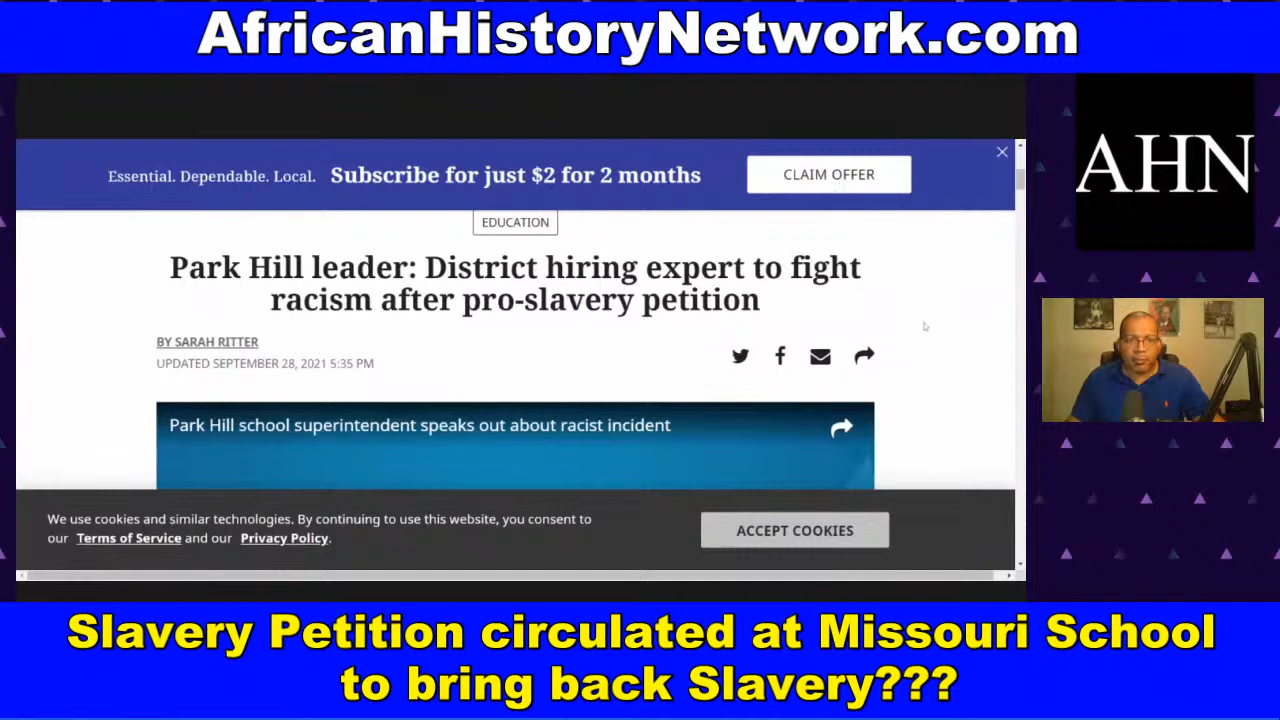 AfricanHistoryNetwork.com
Essential. Dependable. Local. Subscribe for just $2 for 2 months CLAIM OFFER
AHN
EDUCATION
Park Hill leader: District hiring expert to fight
racism after pro-slavery petition
BY SARAH RITTER
UPDATED SEPTEMBER 28, 2021 5:35 PM
Park Hill school superintendent speaks out about racist incident
We use cookies and similar technologies. By continuing to use this website, you consent to
our Terms of Service and our Privacy Policy.
ACCEPT COOKIES
Slavery Petition circulated at Missouri School
to bring back Slavery???